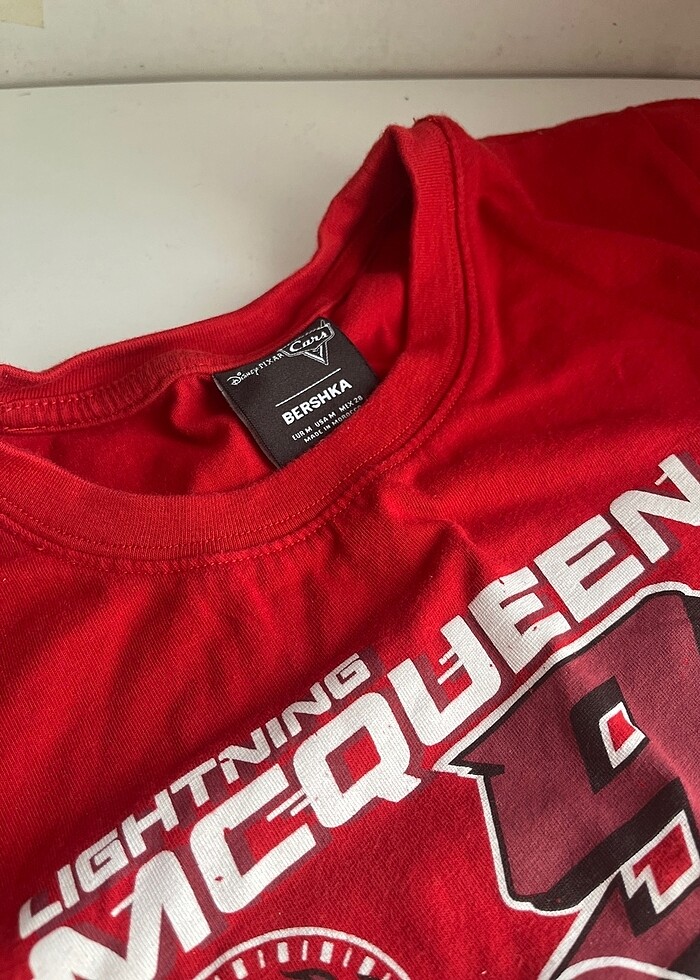 Disney·PIXAR Cars
BERSHKA
EUR M USA M MEX 28
MADE IN MOROCCO
LIGHTNING
MCQUEEN